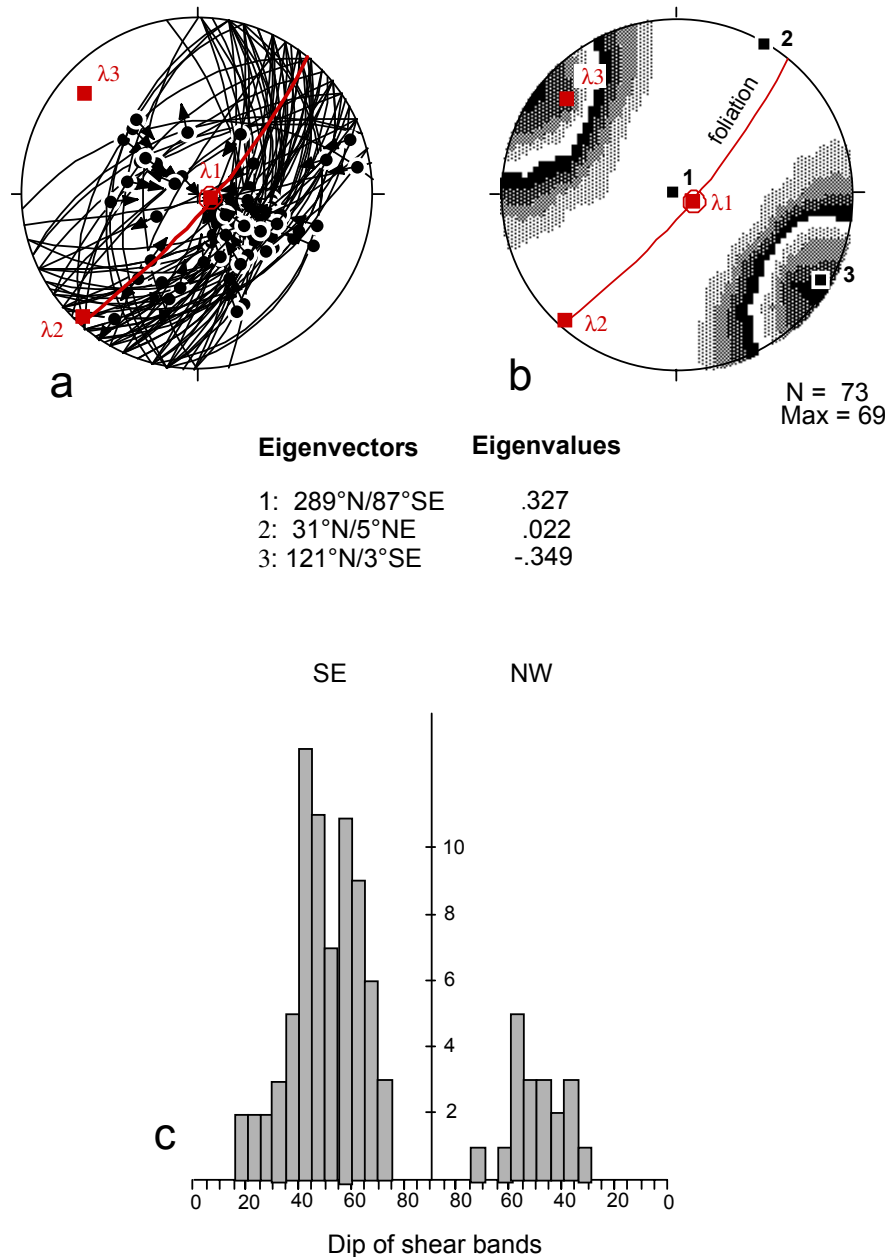 λ3
λ1
λ2
a
2
λ3
foliation
1
λ1
3
λ2
b
N = 73
Max = 69
Eigenvectors Eigenvalues
1: 289°N/87°SE .327
2: 31°N/5°NE .022
3: 121°N/3°SE -.349
SE NW
10
8
6
4
2
c
0 20 40 60 80 80 60 40 20 0
Dip of shear bands